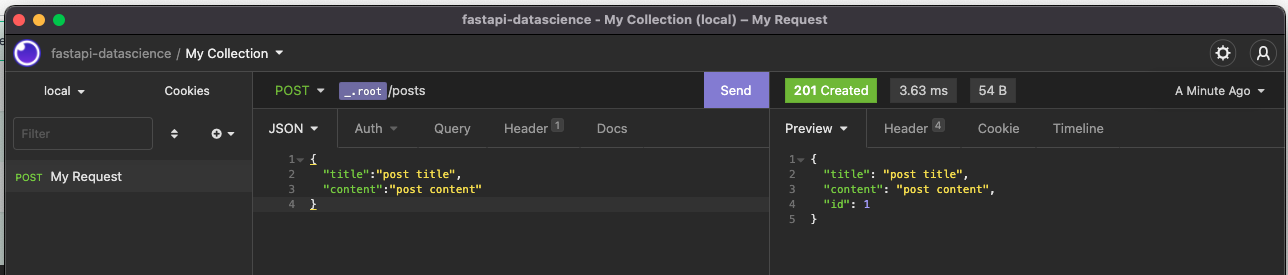 fastapi-datascience - My Collection (local) – My Request
fastapi-datascience / My Collection
local
Cookies
POST
_.root /posts
Send
201 Created
3.63 ms
54 B
A Minute Ago
Filter
JSON
Auth
Query
Header 1
Docs
Preview
Header 4
Cookie
Timeline
POST My Request
1 {
2 "title":"post title",
3 "content":"post content"
4 }
1 {
2 "title": "post title",
3 "content": "post content",
4 "id": 1
5 }